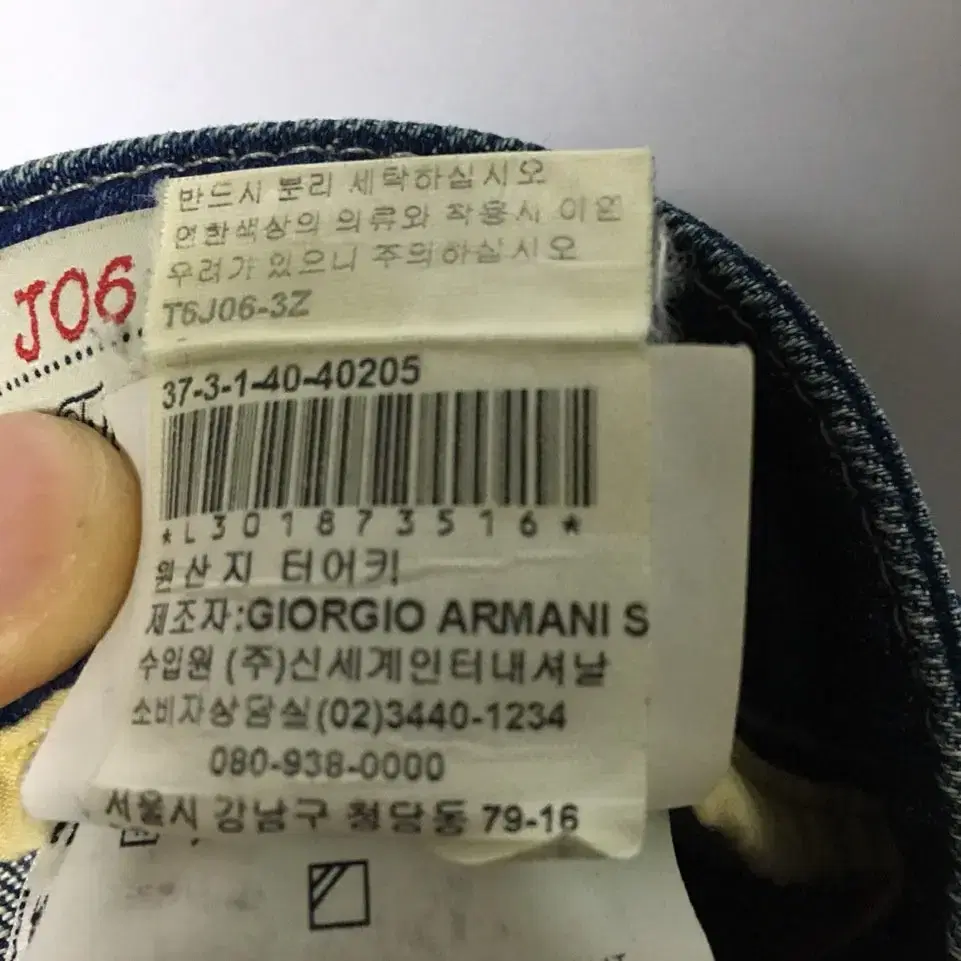 반드시 분리 세탁하십시오
연한색상의 의류와 착용시 이염
우려가 있으니 주의하십시오
T6J06-3Z
J06
37-3-1-40-40205
*L301873516*
원산지 터어키
제조자:GIORGIO ARMANI S
수입원 (주)신세계인터내셔날
소비자상담실(02)3440-1234
080-938-0000
서울시 강남구 청담동 79-16